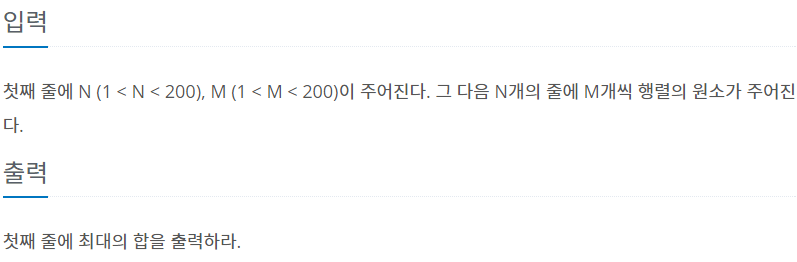 입력
첫째 줄에 N (1 < N < 200), M (1 < M < 200)이 주어진다. 그 다음 N개의 줄에 M개씩 행렬의 원소가 주어진
다.
출력
첫째 줄에 최대의 합을 출력하라.